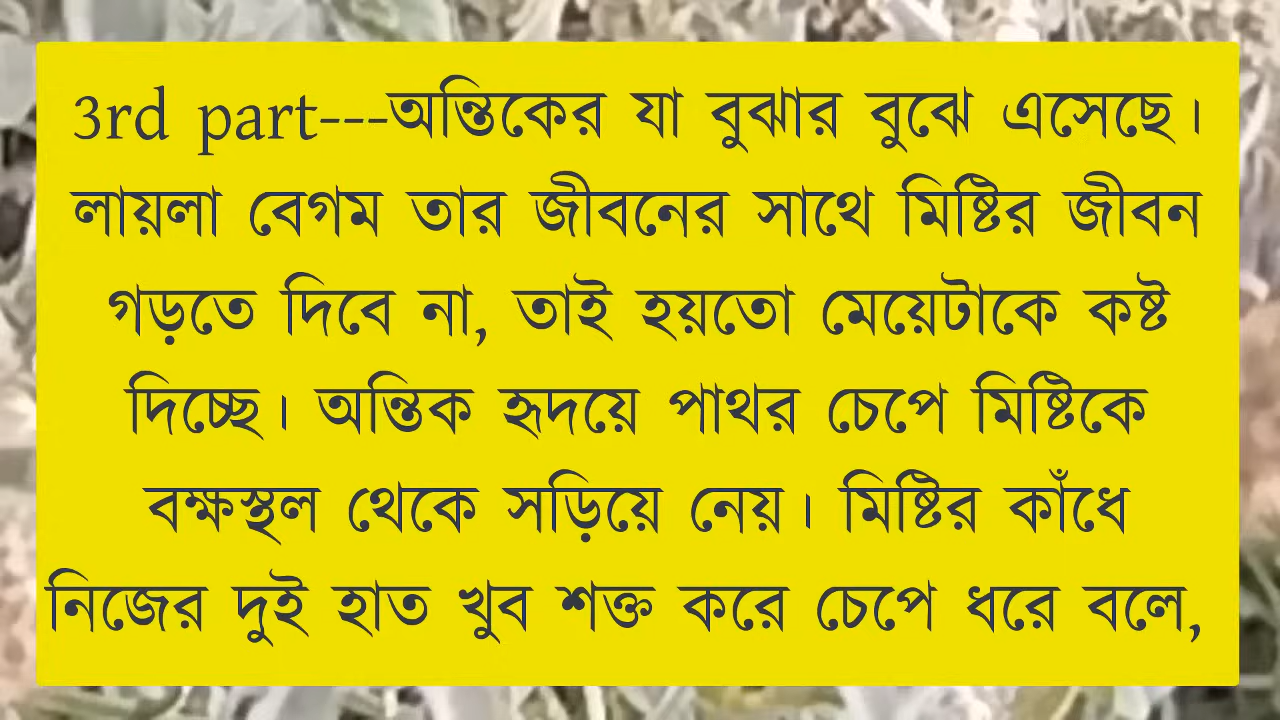 3rd part---অন্তিকের যা বুঝার বুঝে এসেছে।
লায়লা বেগম তার জীবনের সাথে মিষ্টির জীবন
গড়তে দিবে না, তাই হয়তো মেয়েটাকে কষ্ট
দিচ্ছে। অন্তিক হৃদয়ে পাথর চেপে মিষ্টিকে
বক্ষস্থল থেকে সড়িয়ে নেয়। মিষ্টির কাঁধে
নিজের দুই হাত খুব শক্ত করে চেপে ধরে বলে,